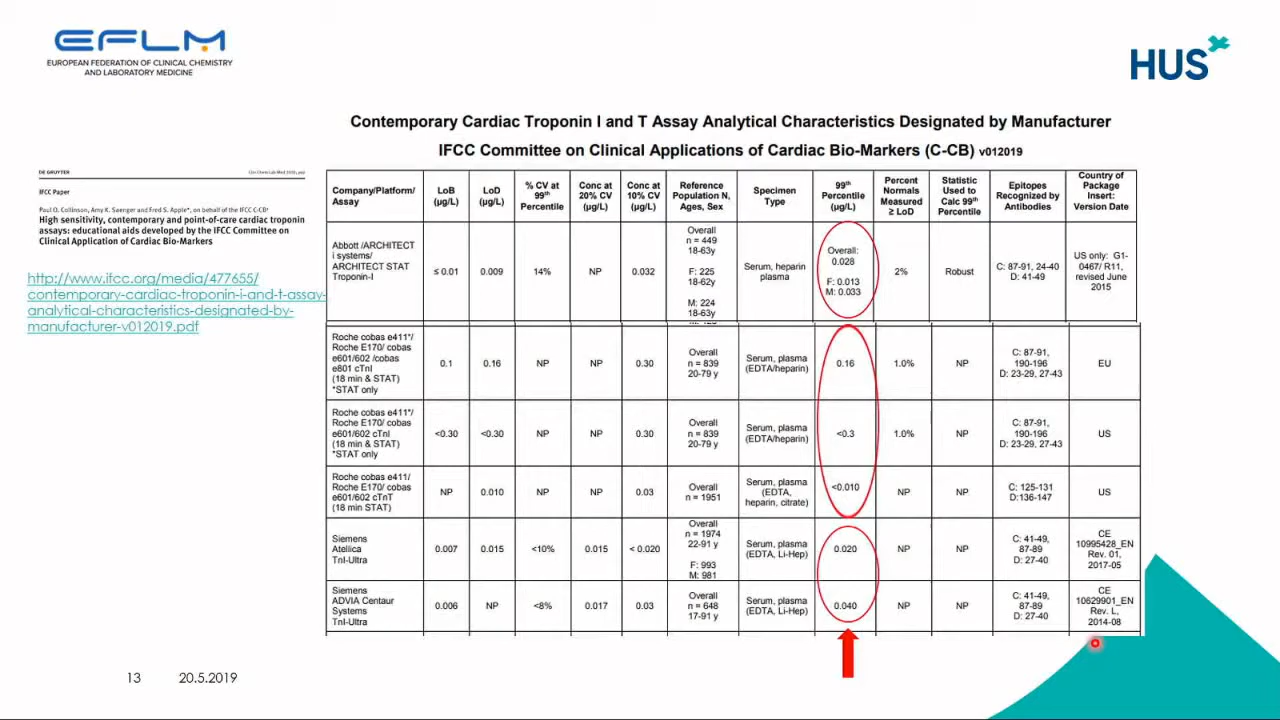 EFLM
EUROPEAN FEDERATION OF CLINICAL CHEMISTRY
AND LABORATORY MEDICINE
HUS
Contemporary Cardiac Troponin I and T Assay Analytical Characteristics Designated by Manufacturer
IFCC Committee on Clinical Applications of Cardiac Bio-Markers (C-CB) v012019
DE GRUYTER
IFCC Paper
Paul O. Collinson, Amy K. Saenger and Fred S. Apple*, on behalf of the IFCC C-CB
High sensitivity, contemporary and point-of-care cardiac troponin
assays: educational aids developed by the IFCC Committee on
Clinical Application of Cardiac Bio-Markers
http://www.ifcc.org/media/477655/
contemporary-cardiac-troponin-i-and-t-assay-
analytical-characteristics-designated-by-
manufacturer-v012019.pdf
Company/Platform/
Assay
LoB
(µg/L)
LoD
(µg/L)
% CV at
99th
Percentile
Conc at
20% CV
(µg/L)
Conc at
10% CV
(µg/L)
Reference
Population N,
Ages, Sex
Specimen
Type
99th
Percentile
(µg/L)
Percent
Normals
Measured
≥ LoD
Statistic
Used to
Calc 99th
Percentile
Epitopes
Recognized by
Antibodies
Country of
Package
Insert:
Version Date
Abbott /ARCHITECT
i systems/
ARCHITECT STAT
Troponin-I
≤ 0.01
0.009
14%
NP
0.032
Overall
n = 449
18-63y
F: 225
18-62y
M: 224
18-63y
Serum, heparin
plasma
Overall:
0.028
F: 0.013
M: 0.033
2%
Robust
C: 87-91, 24-40
D: 41-49
US only: G1-
0467/ R11,
revised June
2015
Roche cobas e411*/
Roche E170/ cobas
e601/602 /cobas
e801 cTnI
(18 min & STAT)
*STAT only
0.1
0.16
NP
NP
0.30
Overall
n = 839
20-79 y
Serum, plasma
(EDTA/heparin)
0.16
1.0%
NP
C: 87-91,
190-196
D: 23-29, 27-43
EU
Roche cobas e411*/
Roche E170/ cobas
e601/602 cTnI
(18 min & STAT)
*STAT only
<0.30
<0.30
NP
NP
0.30
Overall
n = 839
20-79 y
Serum, plasma
(EDTA/heparin)
<0.3
1.0%
NP
C: 87-91,
190-196
D: 23-29, 27-43
US
Roche cobas e411/
Roche E170/ cobas
e601/602 cTnT
(18 min STAT)
NP
0.010
NP
NP
0.03
Overall
n = 1951
Serum, plasma
(EDTA,
heparin, citrate)
<0.010
NP
NP
C: 125-131
D:136-147
US
Siemens
Atellica
TnI-Ultra
0.007
0.015
<10%
0.015
< 0.020
Overall
n = 1974
22-91 y
F: 993
M: 981
Serum, plasma
(EDTA, Li-Hep)
0.020
NP
NP
C: 41-49,
87-89
D: 27-40
CE
10995428_EN
Rev. 01,
2017-05
Siemens
ADVIA Centaur
Systems
TnI-Ultra
0.006
NP
<8%
0.017
0.03
Overall
n = 648
17-91 y
Serum, plasma
(EDTA, Li-Hep)
0.040
NP
NP
C: 41-49,
87-89
D: 27-40
CE
10629901_EN
Rev. L,
2014-08
13 20.5.2019